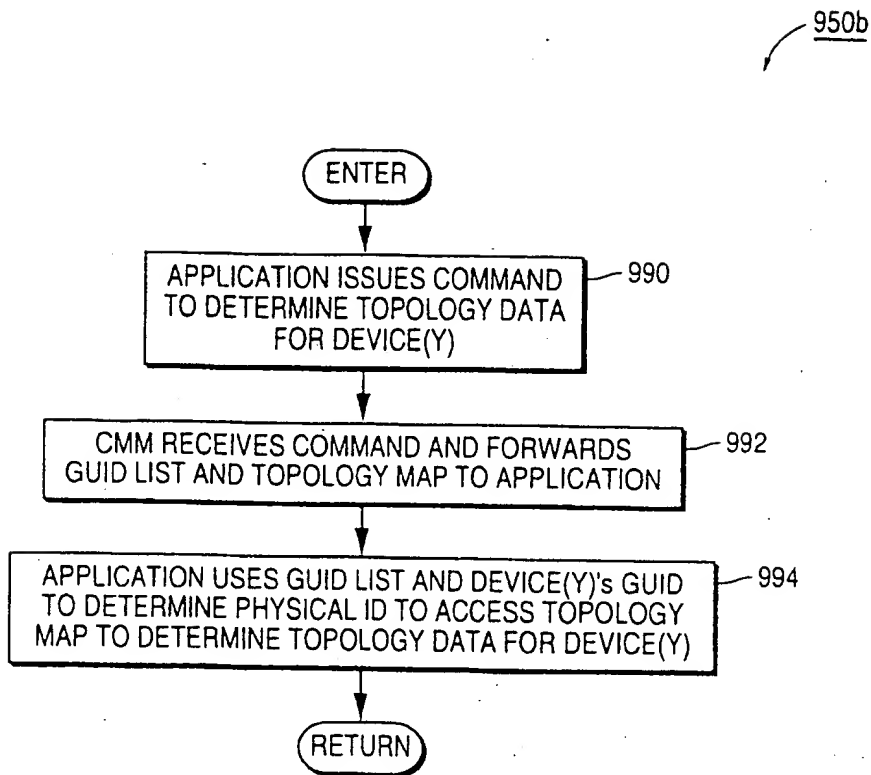 950b
ENTER
APPLICATION ISSUES COMMAND
TO DETERMINE TOPOLOGY DATA
FOR DEVICE(Y)
990
CMM RECEIVES COMMAND AND FORWARDS
GUID LIST AND TOPOLOGY MAP TO APPLICATION
992
APPLICATION USES GUID LIST AND DEVICE(Y)'s GUID
TO DETERMINE PHYSICAL ID TO ACCESS TOPOLOGY
MAP TO DETERMINE TOPOLOGY DATA FOR DEVICE(Y)
994
RETURN